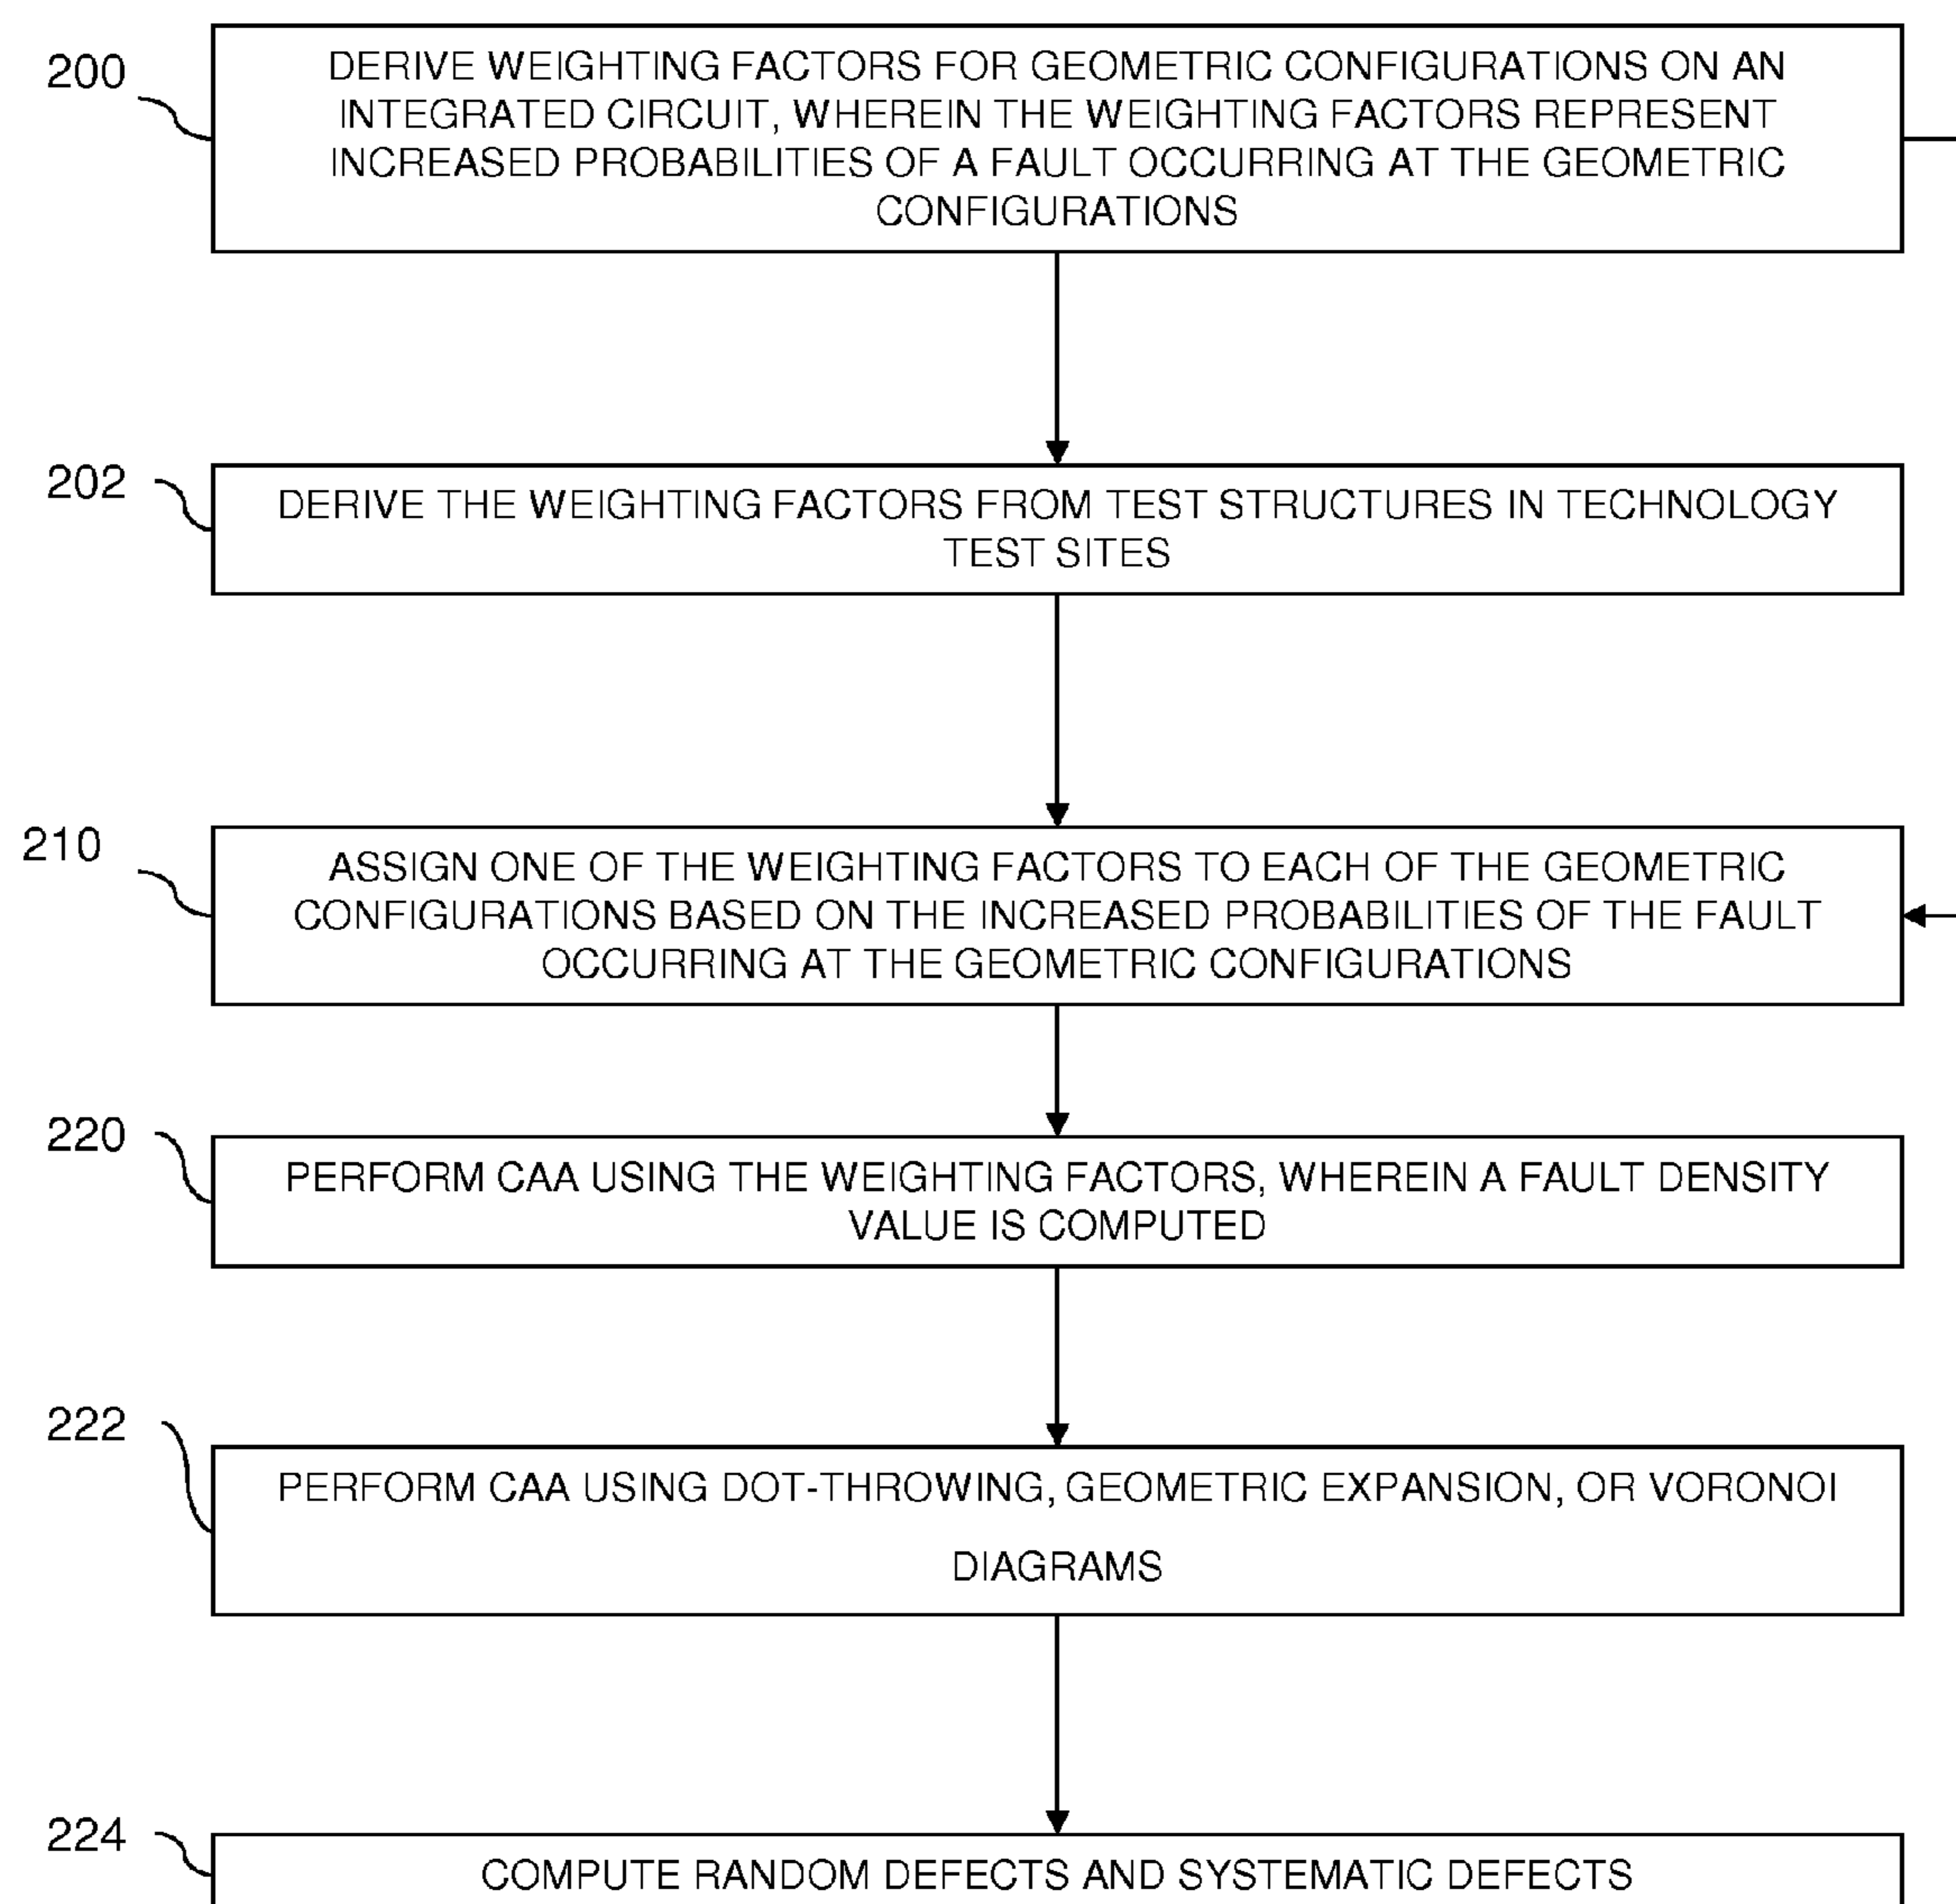 200
DERIVE WEIGHTING FACTORS FOR GEOMETRIC CONFIGURATIONS ON AN
INTEGRATED CIRCUIT, WHEREIN THE WEIGHTING FACTORS REPRESENT
INCREASED PROBABILITIES OF A FAULT OCCURRING AT THE GEOMETRIC
CONFIGURATIONS
202
DERIVE THE WEIGHTING FACTORS FROM TEST STRUCTURES IN TECHNOLOGY
TEST SITES
210
ASSIGN ONE OF THE WEIGHTING FACTORS TO EACH OF THE GEOMETRIC
CONFIGURATIONS BASED ON THE INCREASED PROBABILITIES OF THE FAULT
OCCURRING AT THE GEOMETRIC CONFIGURATIONS
220
PERFORM CAA USING THE WEIGHTING FACTORS, WHEREIN A FAULT DENSITY
VALUE IS COMPUTED
222
PERFORM CAA USING DOT-THROWING, GEOMETRIC EXPANSION, OR VORONOI
DIAGRAMS
224
COMPUTE RANDOM DEFECTS AND SYSTEMATIC DEFECTS